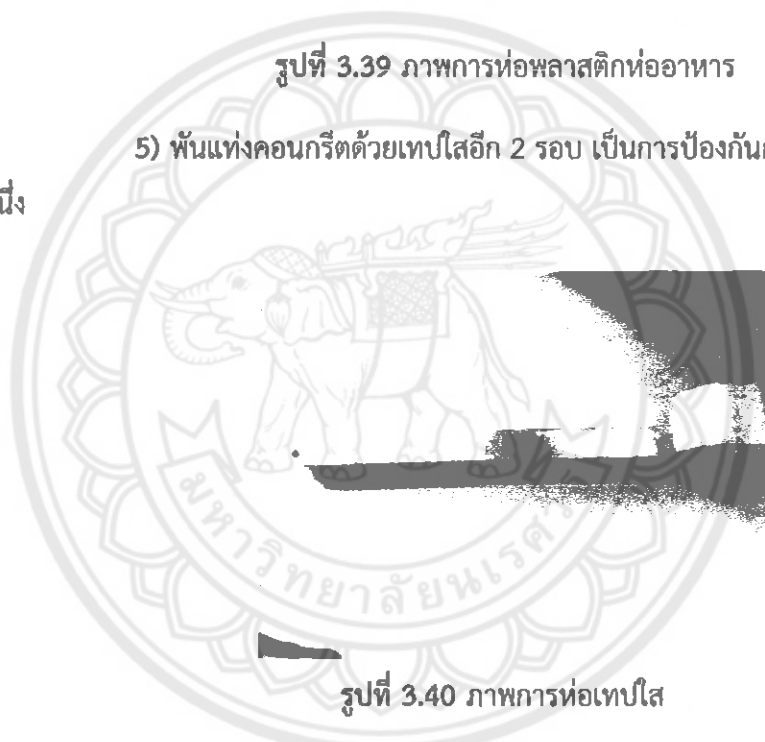 รูปที่ 3.39 ภาพการห่อพลาสติกห่ออาหาร
5) พันแท่งคอนกรีตด้วยเทปใสอีก 2 รอบ เป็นการป้องกัน
นึ่ง
มหาวิทยาลัยนเรศวร
รูปที่ 3.40 ภาพการห่อเทปใส